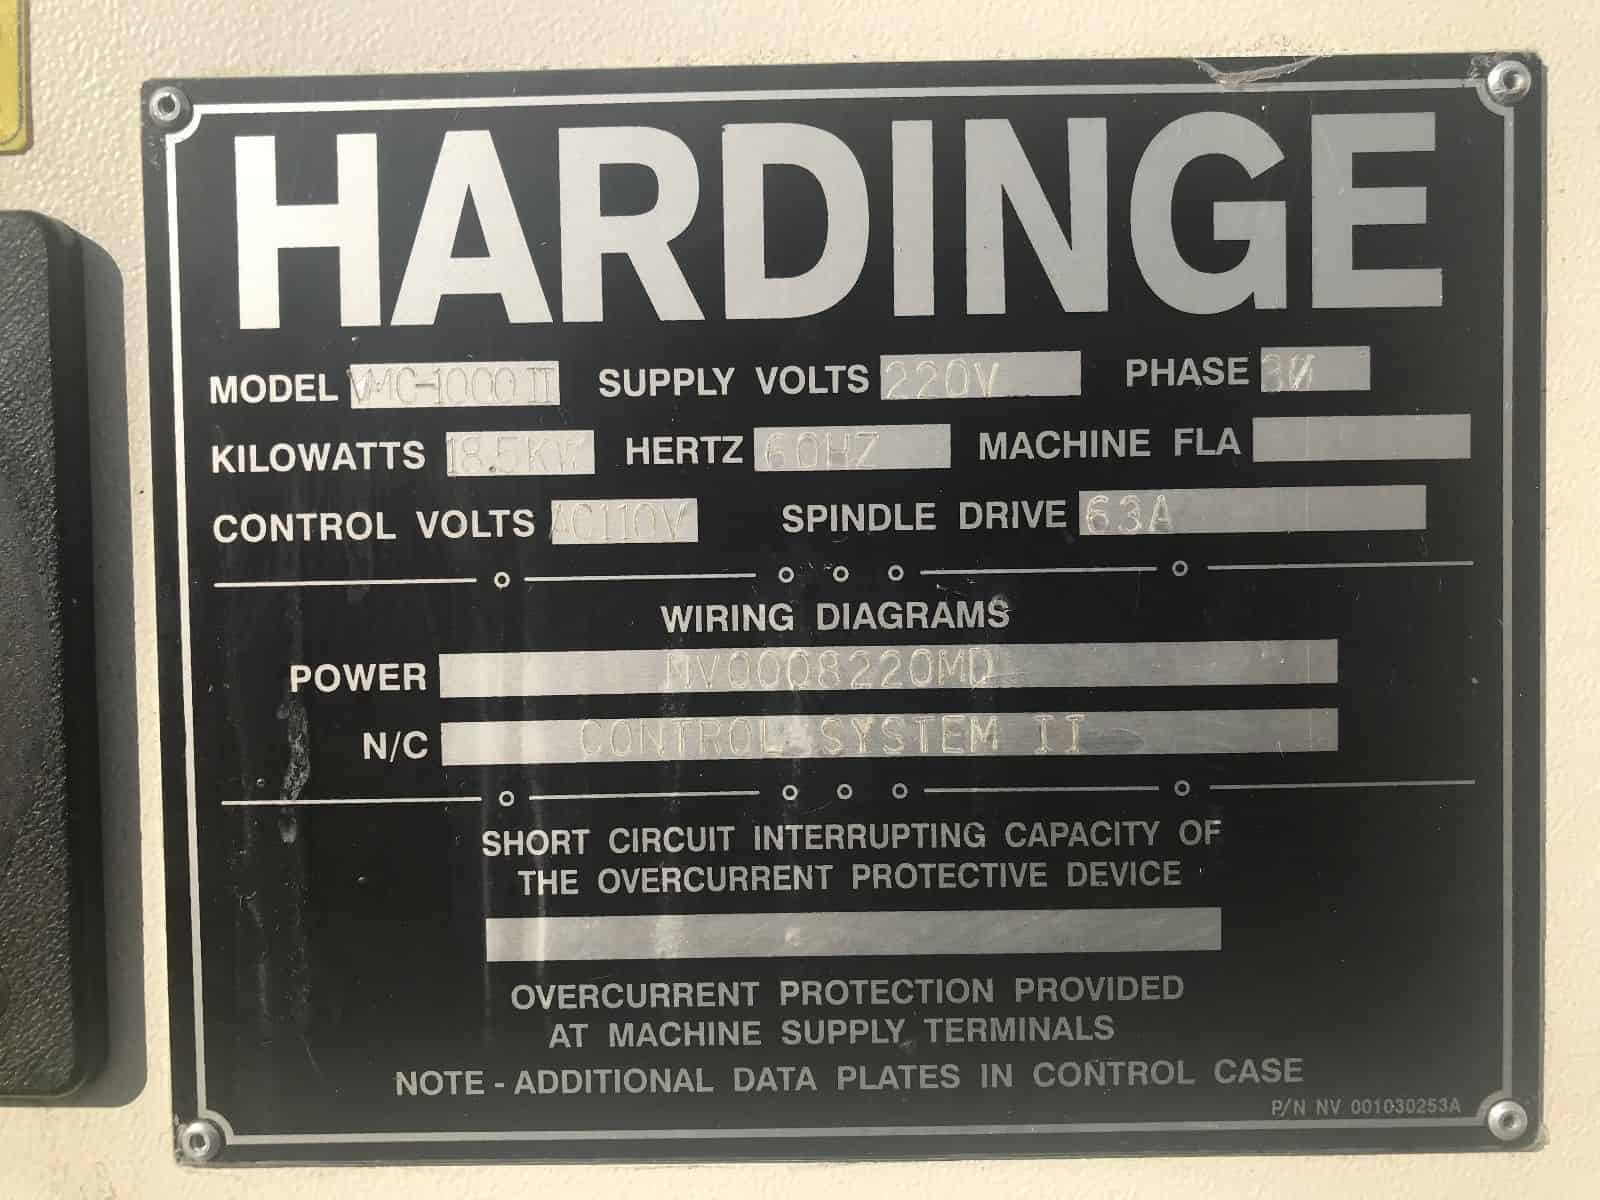 HARDINGE
MODEL VMC-1000 II SUPPLY VOLTS 220V PHASE 3Ø
KILOWATTS 18.5KW HERTZ 60HZ MACHINE FLA
CONTROL VOLTS AC110V SPINDLE DRIVE 63A
WIRING DIAGRAMS
POWER NV0008220MD
N/C CONTROL SYSTEM II
SHORT CIRCUIT INTERRUPTING CAPACITY OF
THE OVERCURRENT PROTECTIVE DEVICE
OVERCURRENT PROTECTION PROVIDED
AT MACHINE SUPPLY TERMINALS
NOTE - ADDITIONAL DATA PLATES IN CONTROL CASE
P/N NV 001030253A